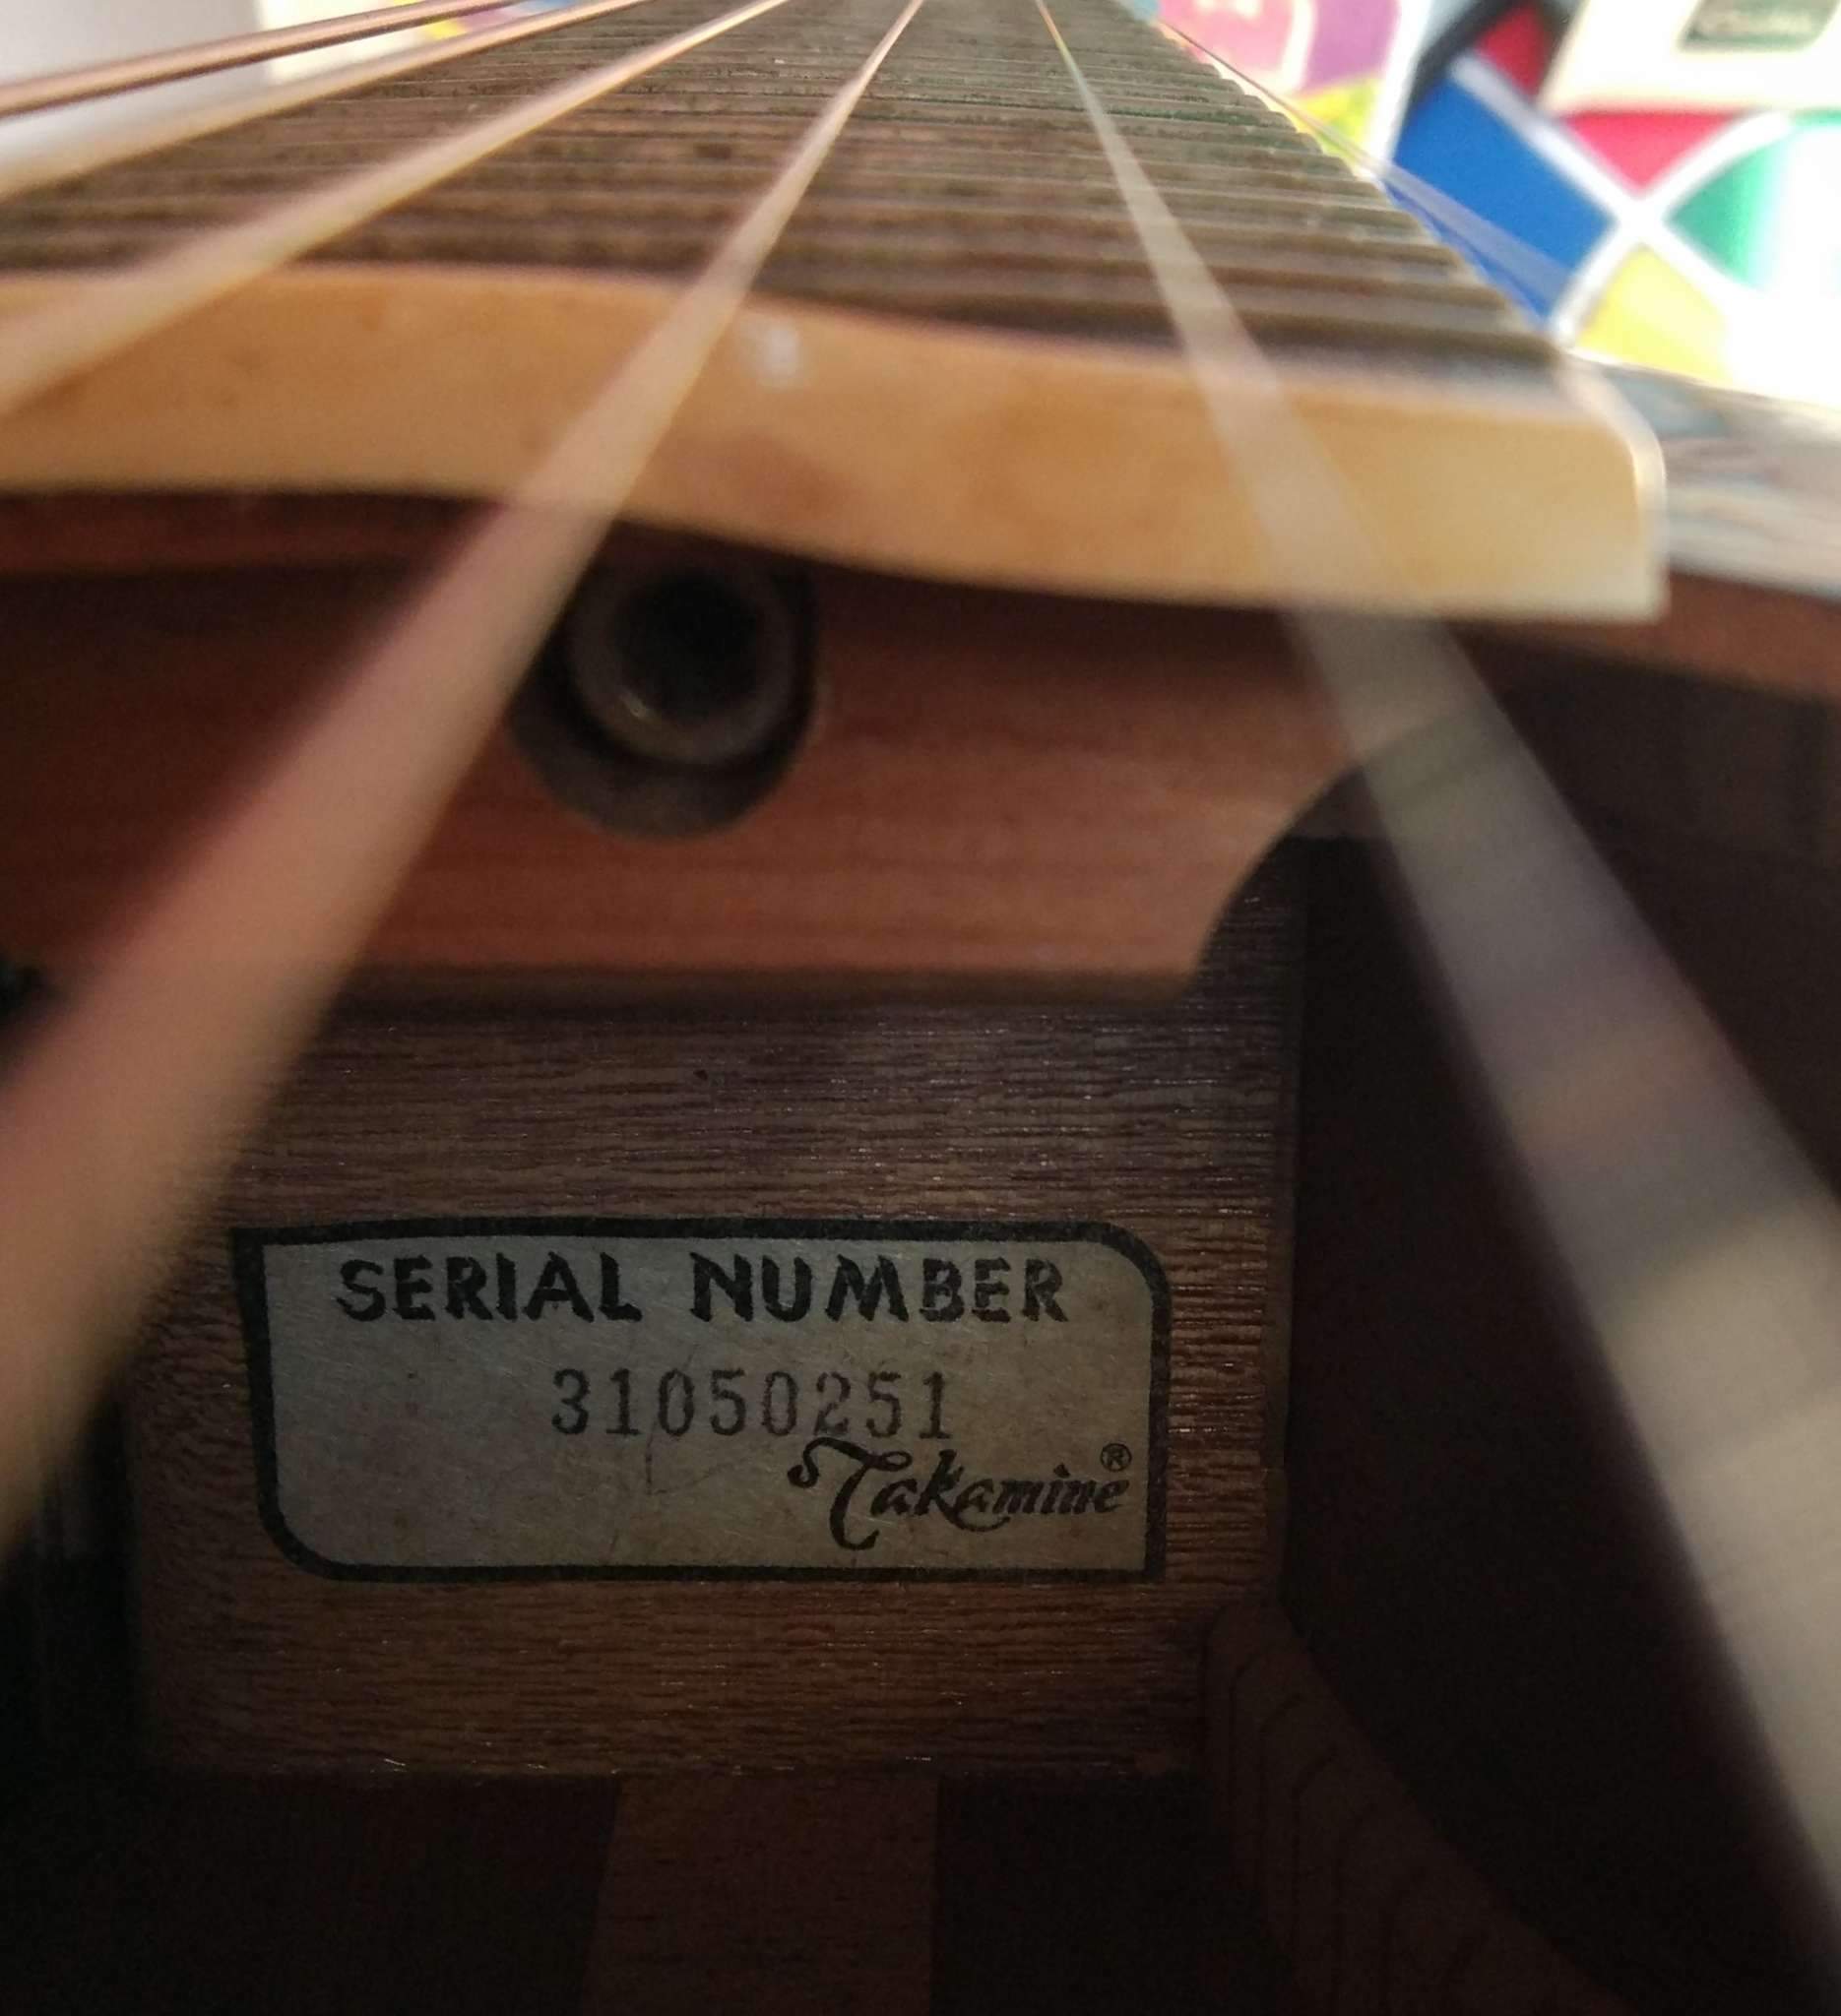 SERIAL NUMBER
31050251
Takamine®